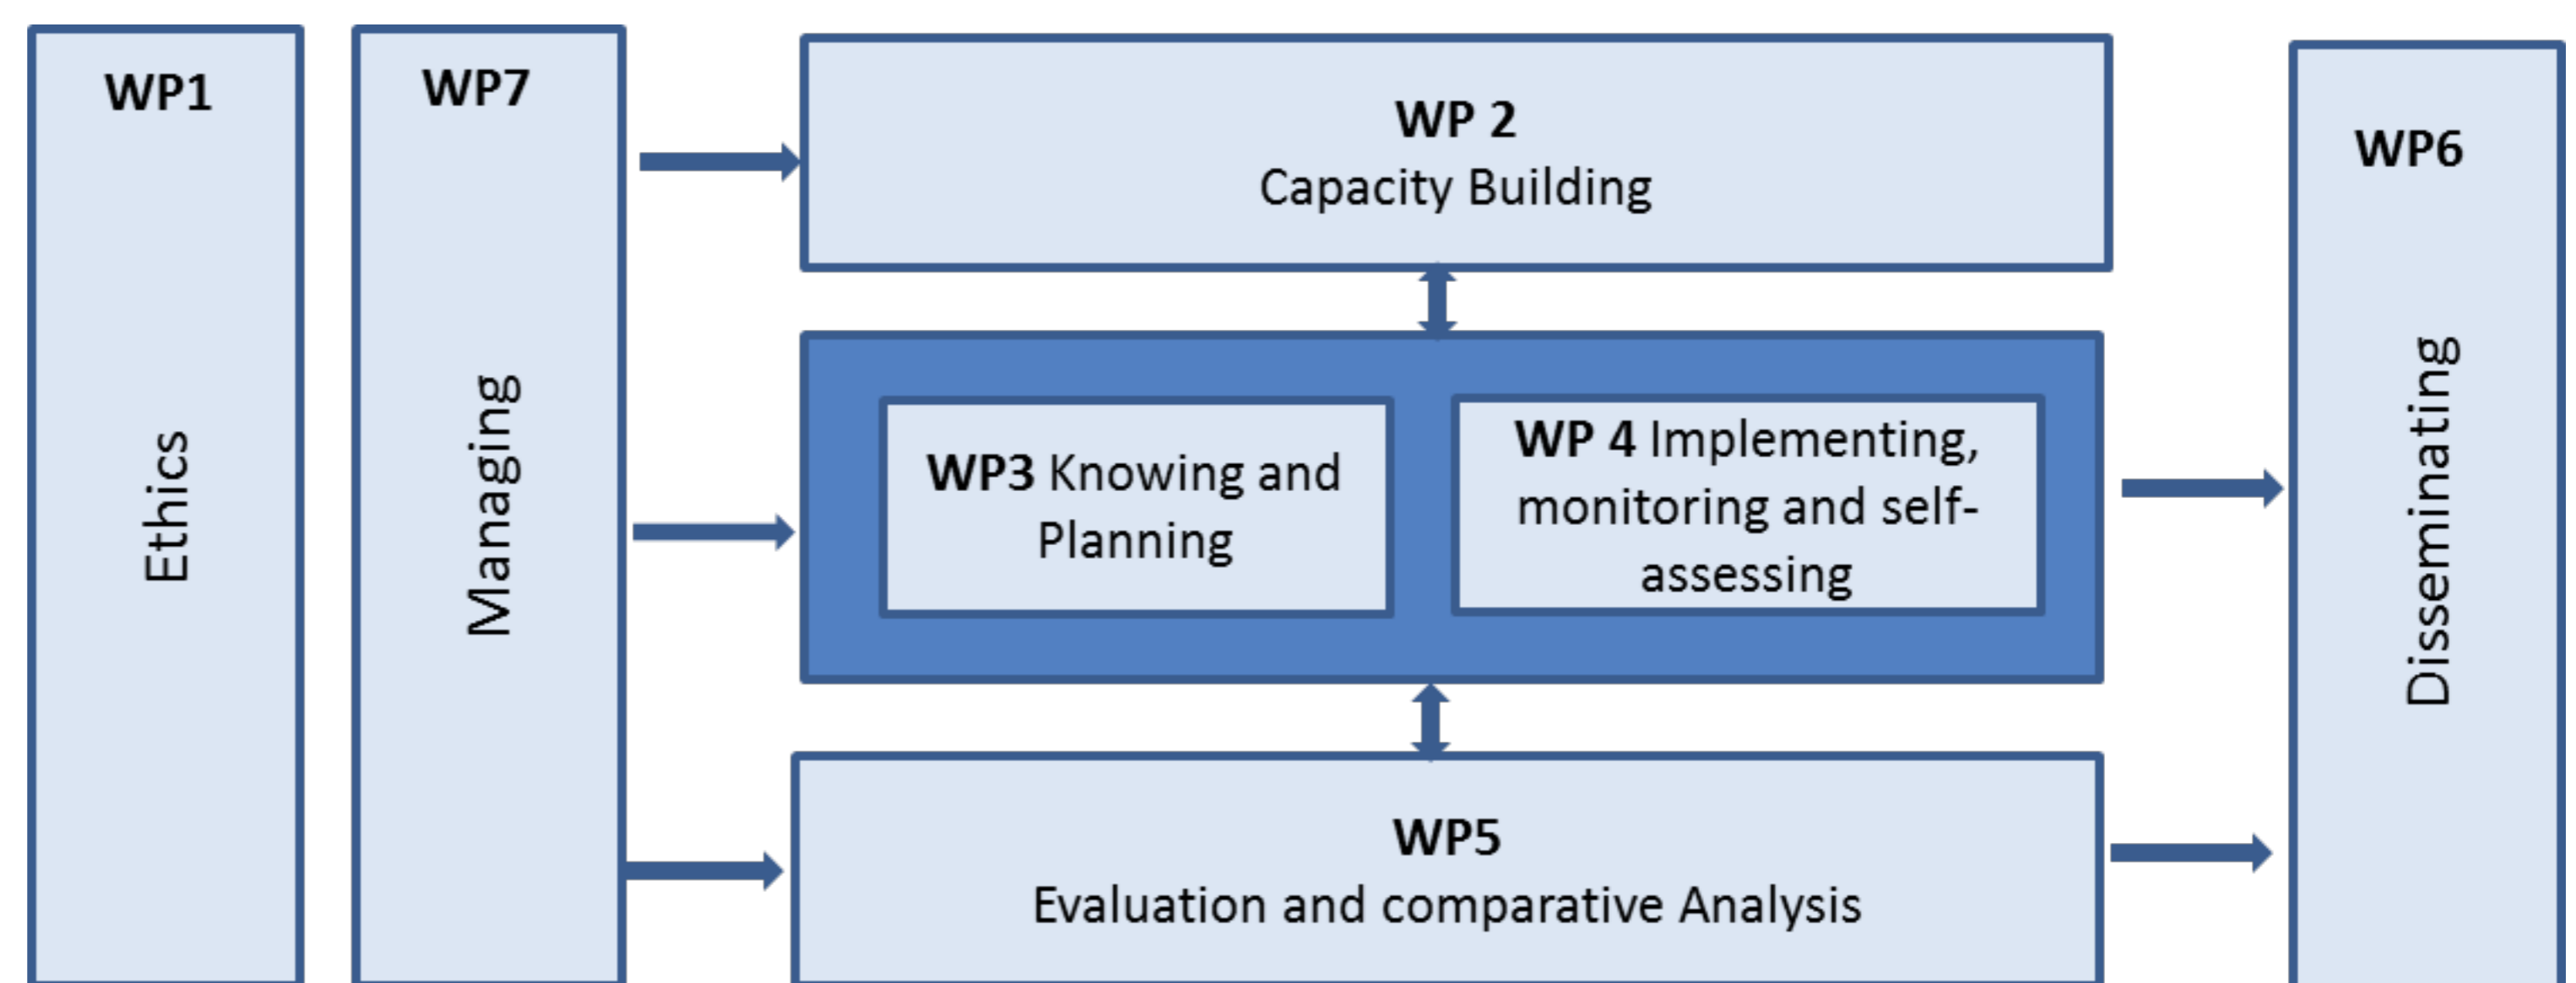 WP1
Ethics
WP7
Managing
WP 2
Capacity Building
WP3 Knowing and
Planning
WP 4 Implementing,
monitoring and self-
assessing
WP5
Evaluation and comparative Analysis
WP6
Disseminating